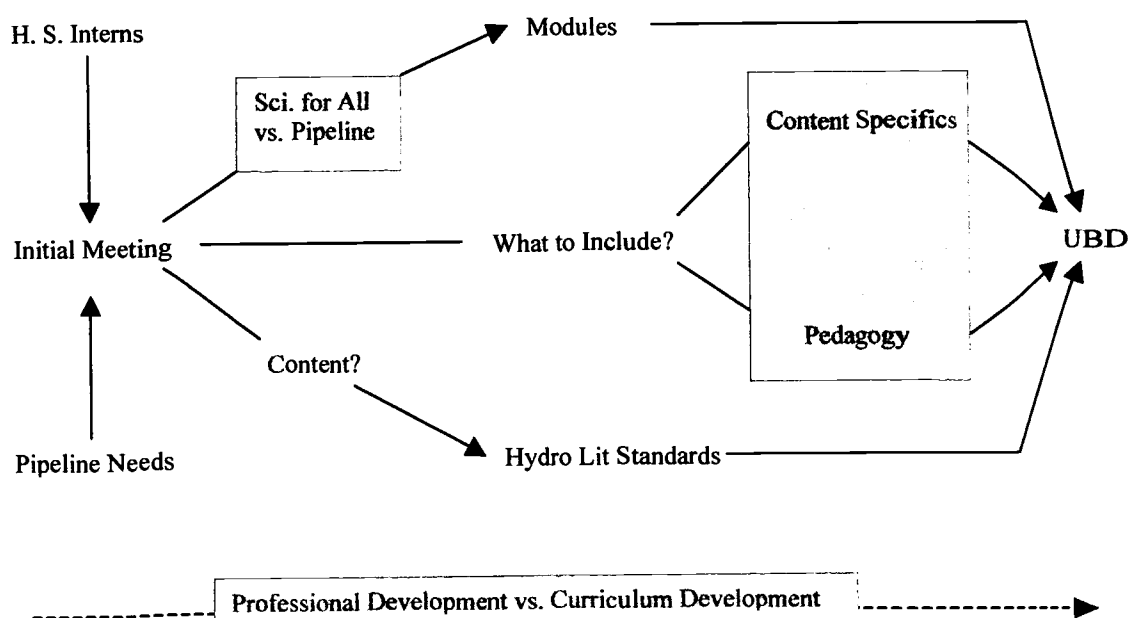 H. S. Interns
Modules
Sci. for All
vs. Pipeline
Content Specifics
Initial Meeting
What to Include?
UBD
Pedagogy
Content?
Pipeline Needs
Hydro Lit Standards
Professional Development vs. Curriculum Development